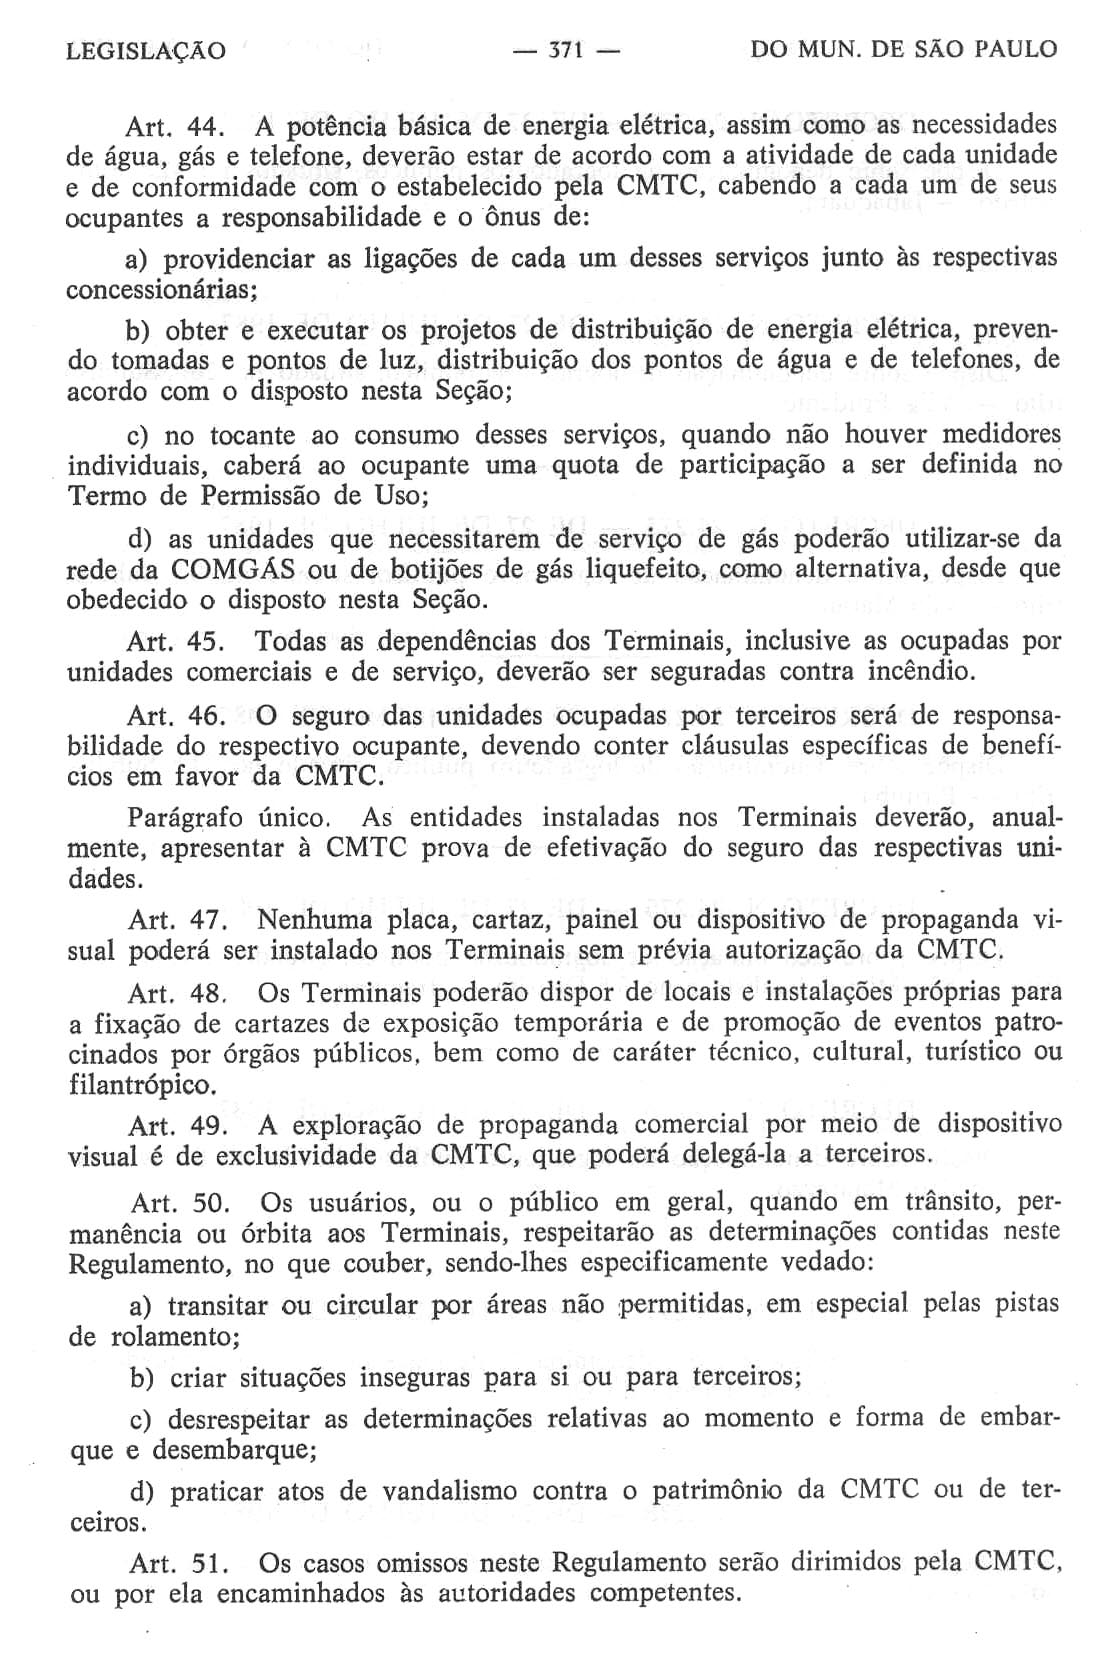 LEGISLAÇÃO — 371 — DO MUN. DE SÃO PAULO
Art. 44. A potência básica de energia elétrica, assim como as necessidades
de água, gás e telefone, deverão estar de acordo com a atividade de cada unidade
e de conformidade com o estabelecido pela CMTC, cabendo a cada um de seus
ocupantes a responsabilidade e o ônus de:
a) providenciar as ligações de cada um desses serviços junto às respectivas
concessionárias;
b) obter e executar os projetos de distribuição de energia elétrica, preven-
do tomadas e pontos de luz, distribuição dos pontos de água e de telefones, de
acordo com o disposto nesta Seção;
c) no tocante ao consumo desses serviços, quando não houver medidores
individuais, caberá ao ocupante uma quota de participação a ser definida no
Termo de Permissão de Uso;
d) as unidades que necessitarem de serviço de gás poderão utilizar-se da
rede da COMGÁS ou de botijões de gás liquefeito, como alternativa, desde que
obedecido o disposto nesta Seção.
Art. 45. Todas as dependências dos Terminais, inclusive as ocupadas por
unidades comerciais e de serviço, deverão ser seguradas contra incêndio.
Art. 46. O seguro das unidades ocupadas por terceiros será de responsa-
bilidade do respectivo ocupante, devendo conter cláusulas específicas de benefí-
cios em favor da CMTC.
Parágrafo único. As entidades instaladas nos Terminais deverão, anual-
mente, apresentar à CMTC prova de efetivação do seguro das respectivas uni-
dades.
Art. 47. Nenhuma placa, cartaz, painel ou dispositivo de propaganda vi-
sual poderá ser instalado nos Terminais sem prévia autorização da CMTC.
Art. 48. Os Terminais poderão dispor de locais e instalações próprias para
a fixação de cartazes de exposição temporária e de promoção de eventos patro-
cinados por órgãos públicos, bem como de caráter técnico, cultural, turístico ou
filantrópico.
Art. 49. A exploração de propaganda comercial por meio de dispositivo
visual é de exclusividade da CMTC, que poderá delegá-la a terceiros.
Art. 50. Os usuários, ou o público em geral, quando em trânsito, per-
manência ou órbita aos Terminais, respeitarão as determinações contidas neste
Regulamento, no que couber, sendo-lhes especificamente vedado:
a) transitar ou circular por áreas não permitidas, em especial pelas pistas
de rolamento;
b) criar situações inseguras para si ou para terceiros;
c) desrespeitar as determinações relativas ao momento e forma de embar-
que e desembarque;
d) praticar atos de vandalismo contra o patrimônio da CMTC ou de ter-
ceiros.
Art. 51. Os casos omissos neste Regulamento serão dirimidos pela CMTC,
ou por ela encaminhados às autoridades competentes.